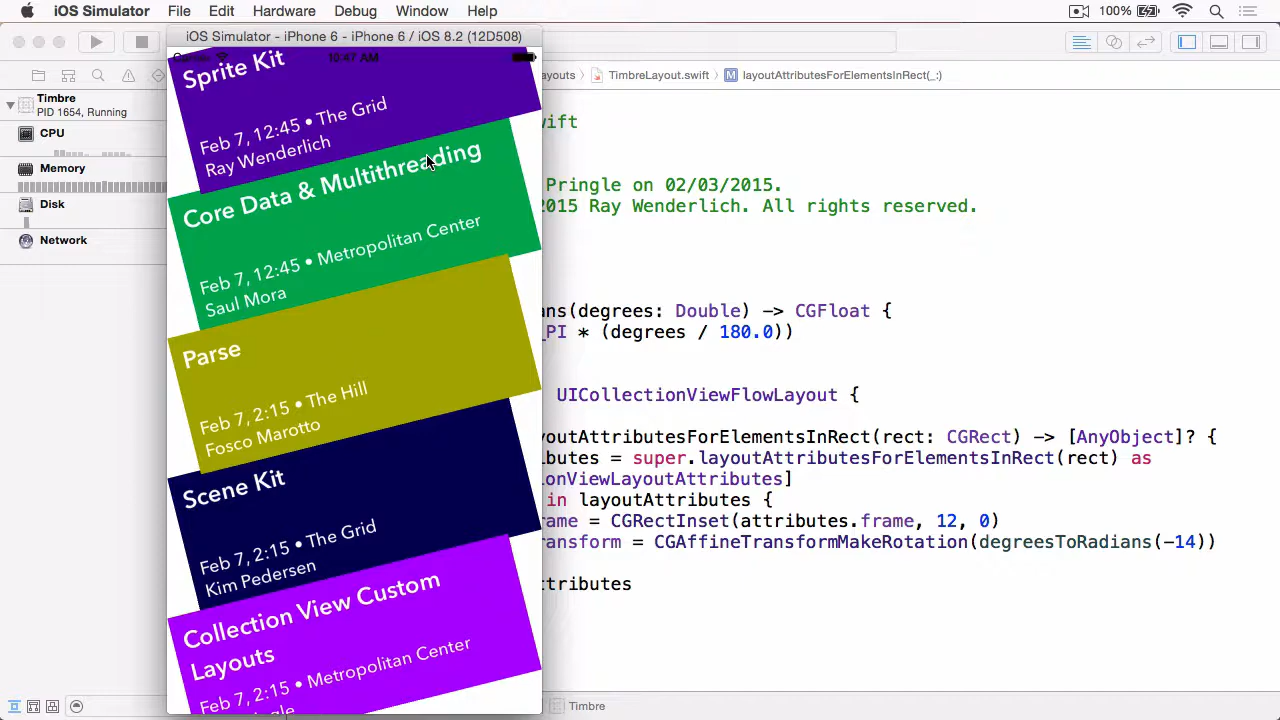 iOS Simulator File Edit Hardware Debug Window Help 100%
iOS Simulator - iPhone 6 - iPhone 6 / iOS 8.2 (12D508)
10:47 AM
Sprite Kit
Feb 7, 12:45 • The Grid
Ray Wenderlich
Core Data & Multithreading
Feb 7, 12:45 • Metropolitan Center
Saul Mora
Parse
Feb 7, 2:15 • The Hill
Fosco Marotto
Scene Kit
Feb 7, 2:15 • The Grid
Kim Pedersen
Collection View Custom
Layouts
Feb 7, 2:15 • Metropolitan Center
Timbre
PID 1654, Running
CPU
Memory
Disk
Network
youts TimbreLayout.swift M layoutAttributesForElementsInRect(_:)
wift
Pringle on 02/03/2015.
2015 Ray Wenderlich. All rights reserved.
ans(degrees: Double) -> CGFloat {
_PI * (degrees / 180.0))
UICollectionViewFlowLayout {
youtAttributesForElementsInRect(rect: CGRect) -> [AnyObject]? {
ibutes = super.layoutAttributesForElementsInRect(rect) as
onViewLayoutAttributes]
in layoutAttributes {
rame = CGRectInset(attributes.frame, 12, 0)
ransform = CGAffineTransformMakeRotation(degreesToRadians(-14))
ttributes
Timbre